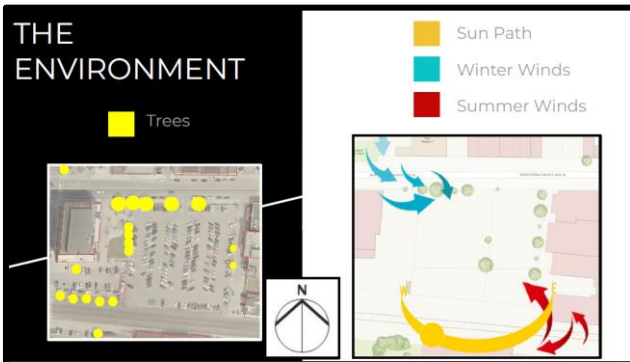 THE
ENVIRONMENT
Trees
Sun Path
Winter Winds
Summer Winds
N
W
E